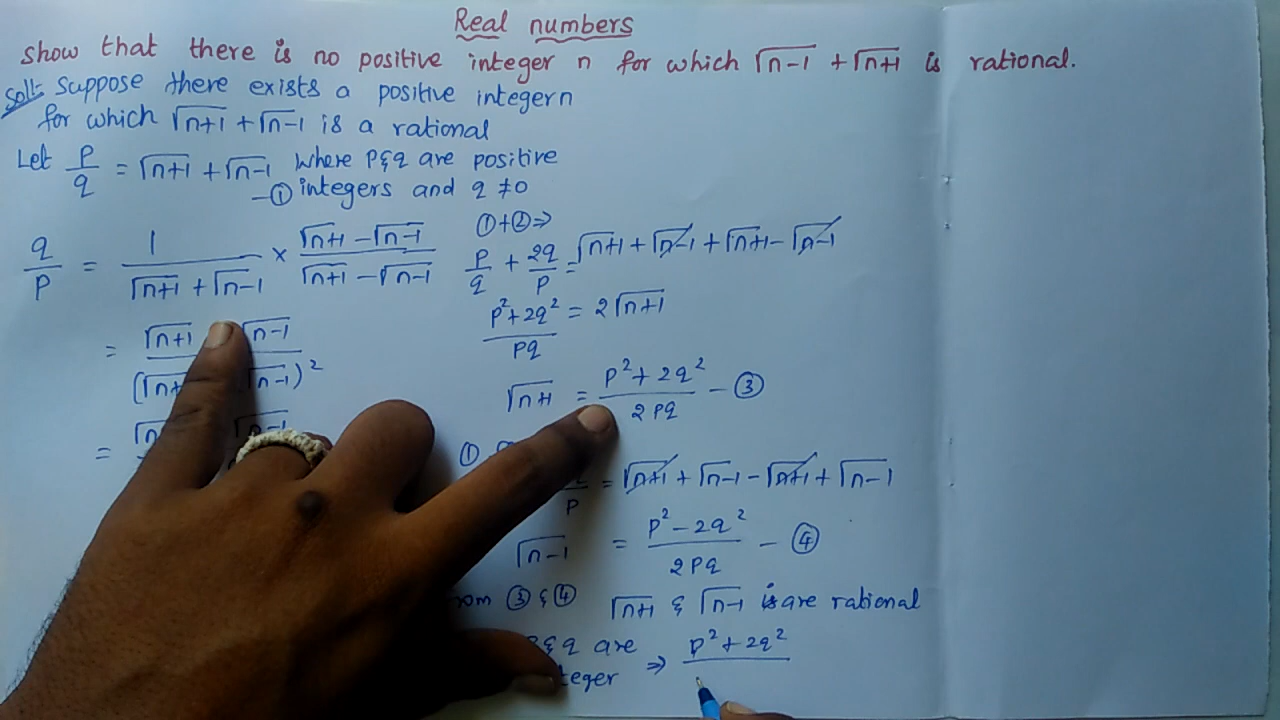 Real numbers
show that there is no positive integer n for which √n-1 + √n+1 is rational.
Soln: Suppose there exists a positive integer n
for which √n+1 + √n-1 is a rational
Let p/q = √n+1 + √n-1 where p & q are positive
- ① integers and q ≠ 0
q/p = 1/(√n+1 + √n-1) × (√n+1 - √n-1)/(√n+1 - √n-1)
= √n+1 √n-1
√n-1)²
=
① + ② ⇒
p/q + 2q/p = √n+1 + √n-1 + √n+1 - √n-1
(p² + 2q²)/pq = 2√n+1
√n+1 = (p² + 2q²)/2pq - ③
①
p = √n+1 + √n-1 - √n+1 + √n-1
√n-1 = (p² - 2q²)/2pq - ④
③ & ④ √n+1 & √n-1 is are rational
& q are ⇒ p² + 2q²